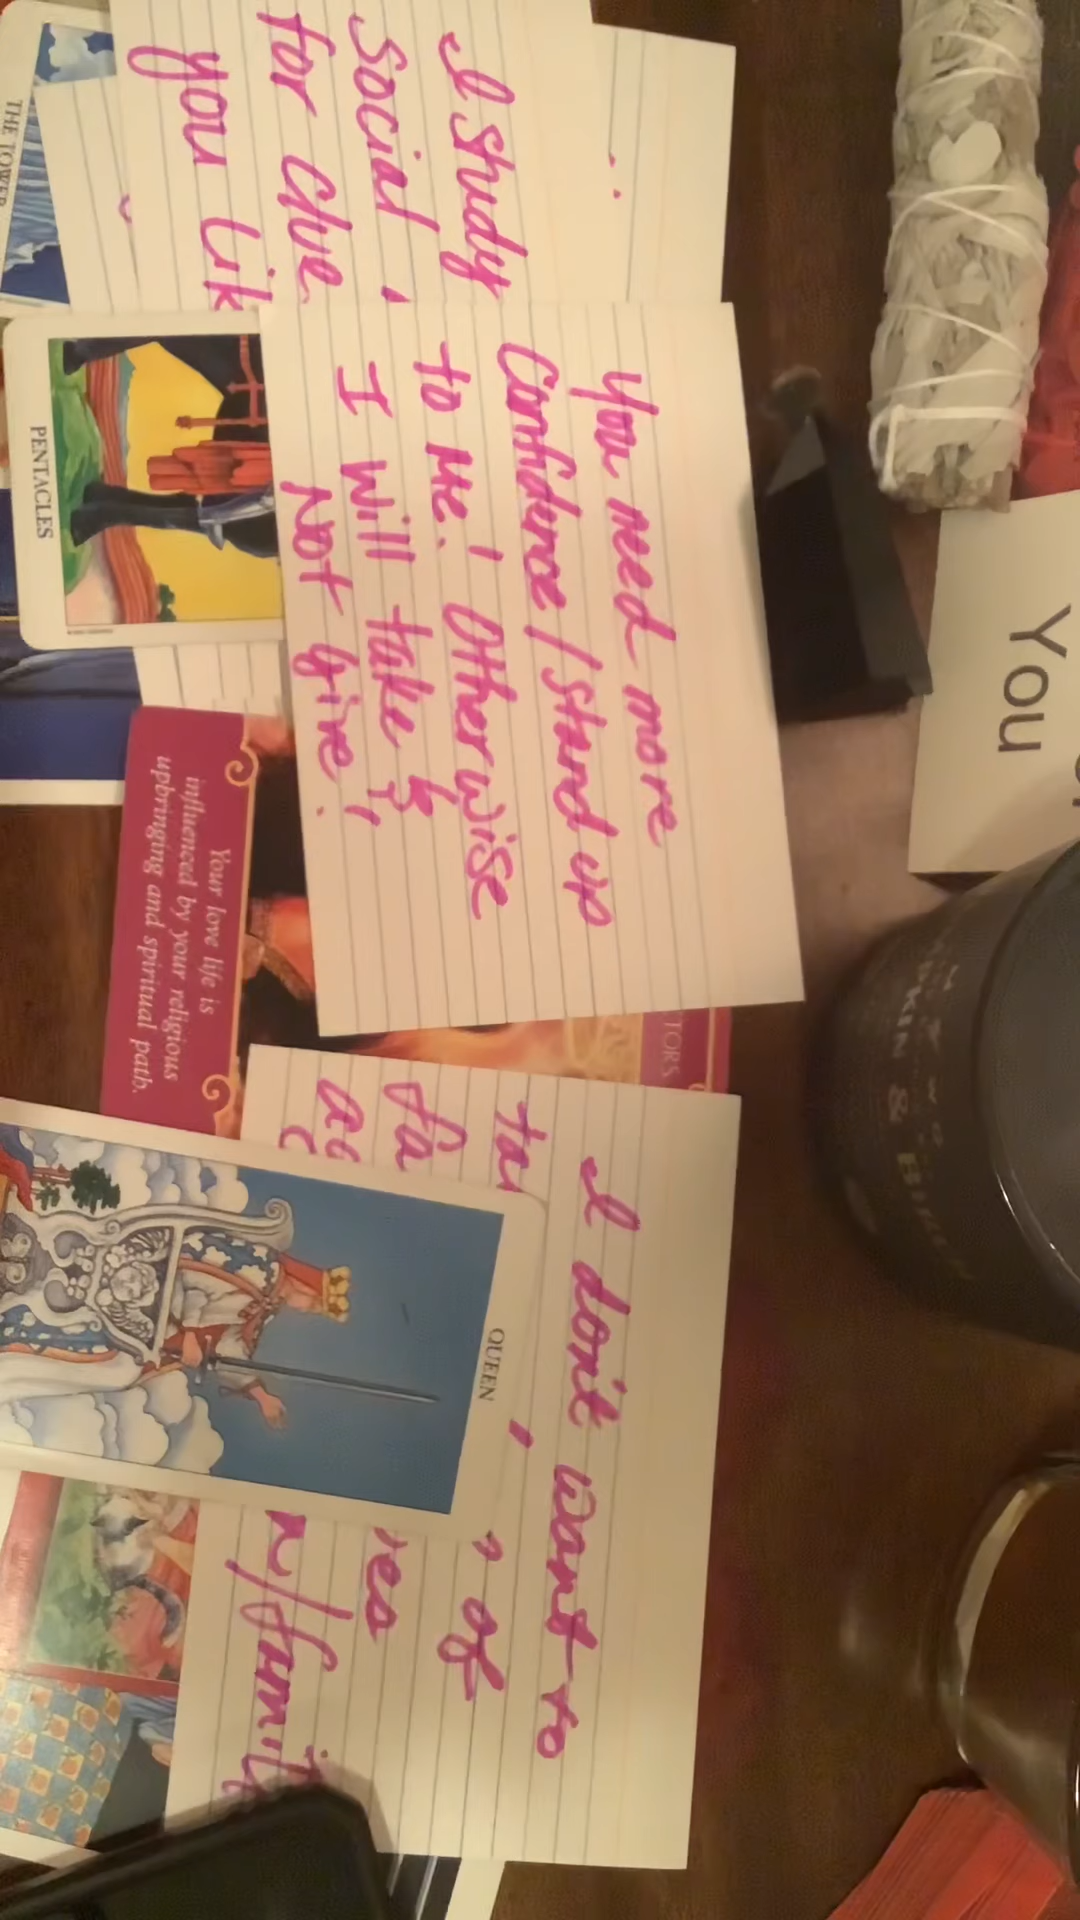 I study
social
for clue
you lik
THE TOWER
You need more
Confidence / Stand up
to Me! Otherwise
I will take &
Not give!
PENTACLES
You
Your love life is
influenced by your religious
upbringing and spiritual path.
I don't want to
of
w/famil
QUEEN